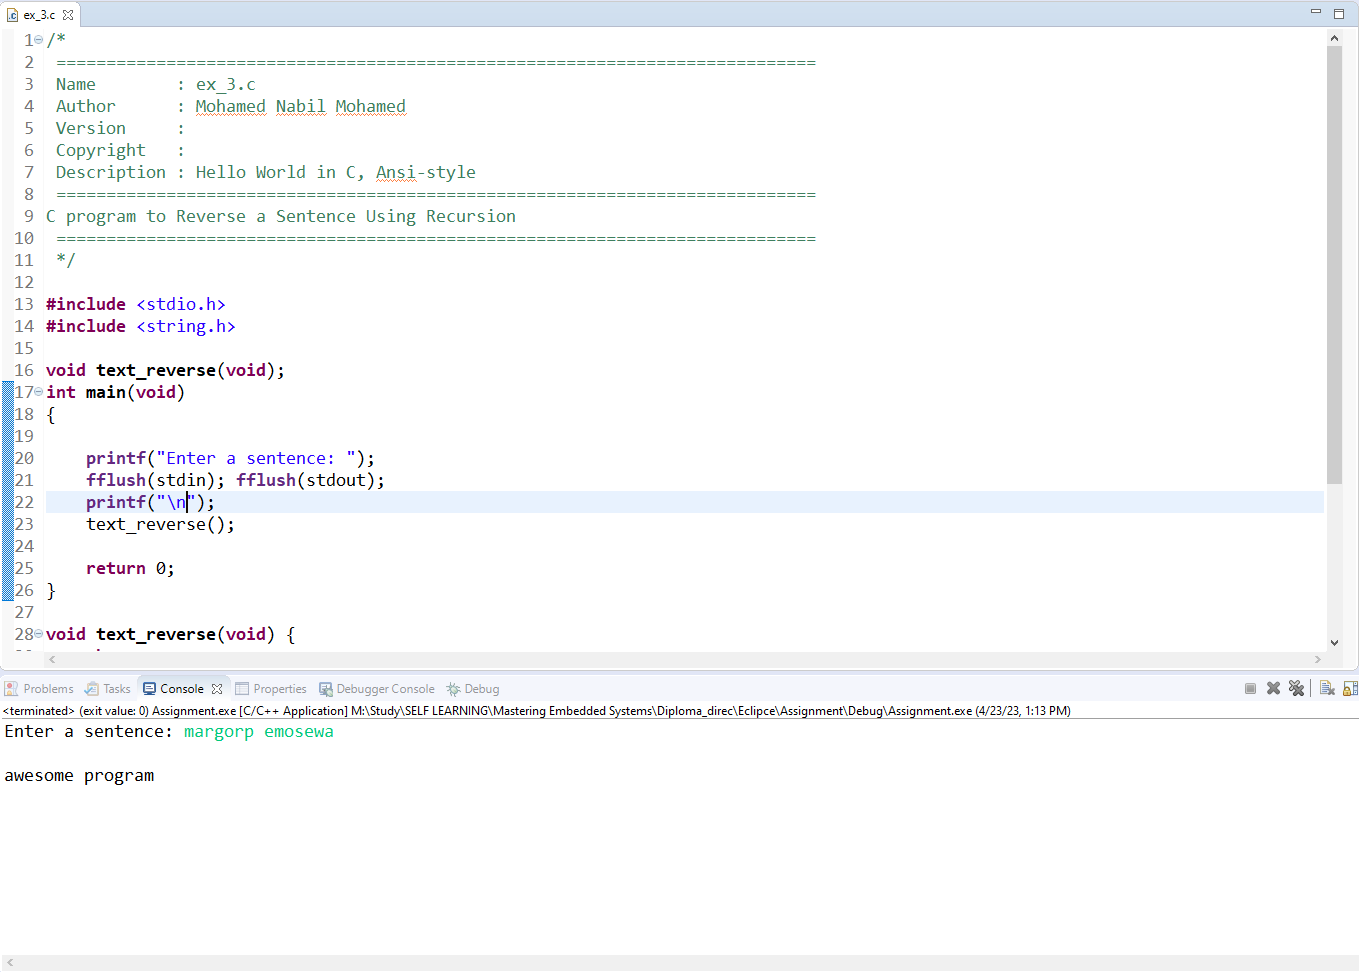 ex_3.c
1 /*
2 ============================================================================
3 Name        : ex_3.c
4 Author      : Mohamed Nabil Mohamed
5 Version     :
6 Copyright   :
7 Description : Hello World in C, Ansi-style
8 ============================================================================
9 C program to Reverse a Sentence Using Recursion
10 ============================================================================
11 */
12
13 #include <stdio.h>
14 #include <string.h>
15
16 void text_reverse(void);
17 int main(void)
18 {
19
20     printf("Enter a sentence: ");
21     fflush(stdin); fflush(stdout);
22     printf("\n");
23     text_reverse();
24
25     return 0;
26 }
27
28 void text_reverse(void) {
Problems Tasks Console Properties Debugger Console Debug
<terminated> (exit value: 0) Assignment.exe [C/C++ Application] M:\Study\SELF LEARNING\Mastering Embedded Systems\Diploma_direc\Eclipce\Assignment\Debug\Assignment.exe (4/23/23, 1:13 PM)
Enter a sentence: margorp emosewa
awesome program